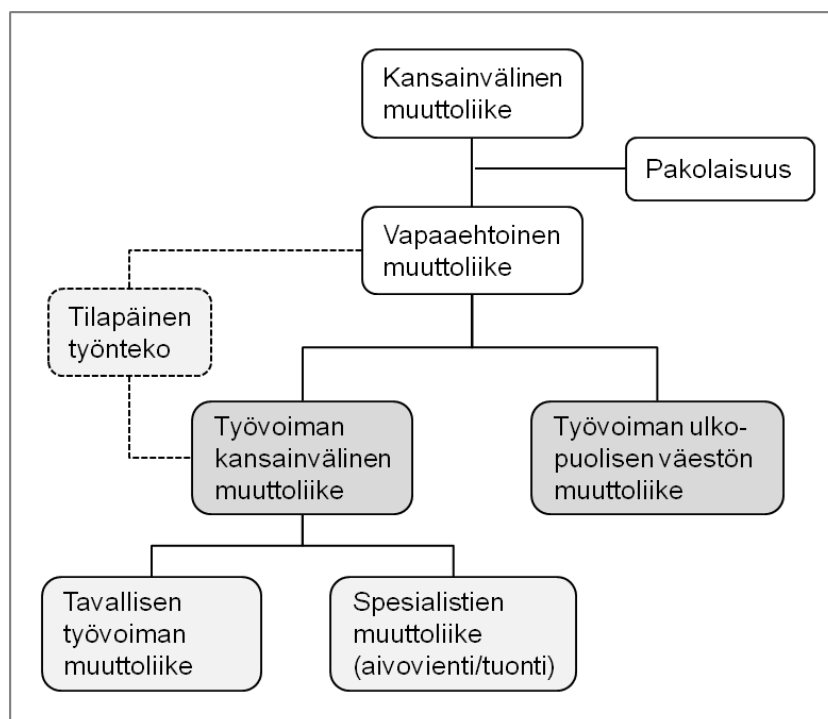 Kansainvälinen
muuttoliike
Pakolaisuus
Vapaaehtoinen
muuttoliike
Tilapäinen
työnteko
Työvoiman
kansainvälinen
muuttoliike
Työvoiman ulko-
puolisen väestön
muuttoliike
Tavallisen
työvoiman
muuttoliike
Spesialistien
muuttoliike
(aivovienti/tuonti)